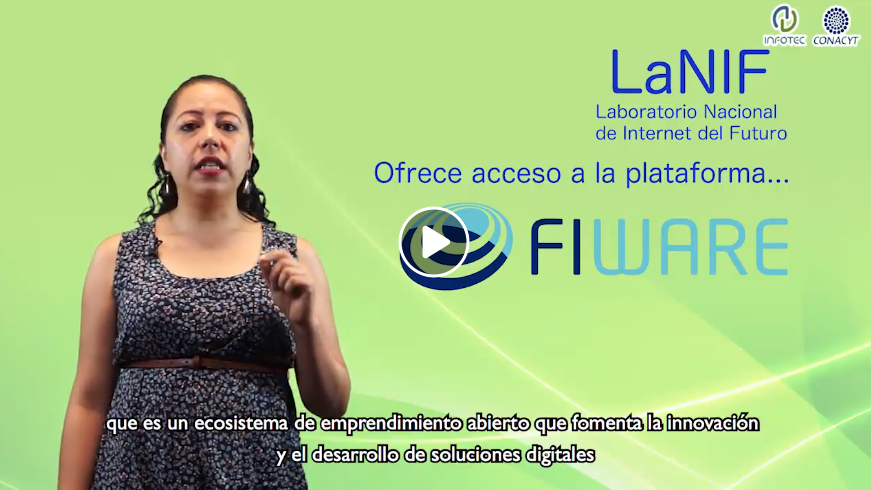 INFOTEC CONACYT
LaNIF
Laboratorio Nacional
de Internet del Futuro
Ofrece acceso a la plataforma...
FIWARE
que es un ecosistema de emprendimiento abierto que fomenta la innovación
y el desarrollo de soluciones digitales